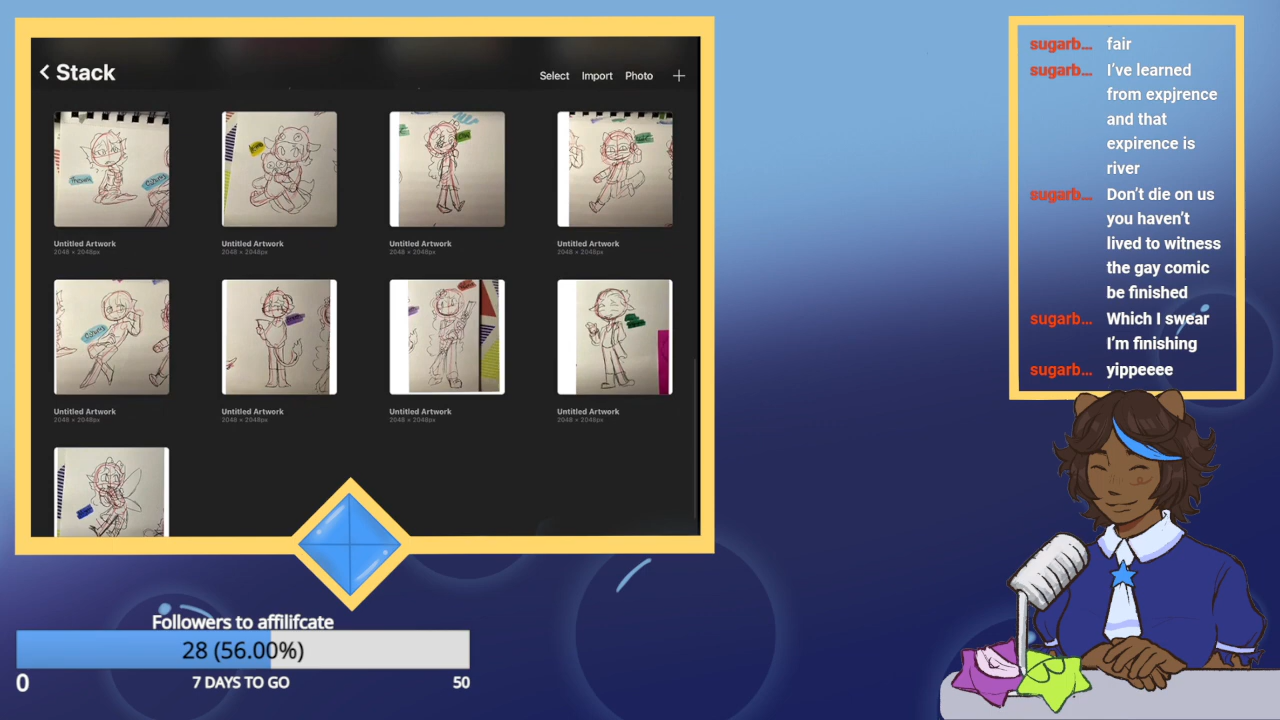 Stack
Select Import Photo +
Untitled Artwork
2048 × 2048px
Untitled Artwork
2048 × 2048px
Untitled Artwork
2048 × 2048px
Untitled Artwork
2048 × 2048px
Untitled Artwork
2048 × 2048px
Untitled Artwork
2048 × 2048px
Untitled Artwork
2048 × 2048px
Untitled Artwork
2048 × 2048px
Followers to affilifcate
28 (56.00%)
0 7 DAYS TO GO 50
sugarb... fair
sugarb... I've learned
from expjrence
and that
expirence is
river
sugarb... Don't die on us
you haven't
lived to witness
the gay comic
be finished
sugarb... Which I swear
I'm finishing
sugarb... yippeeee